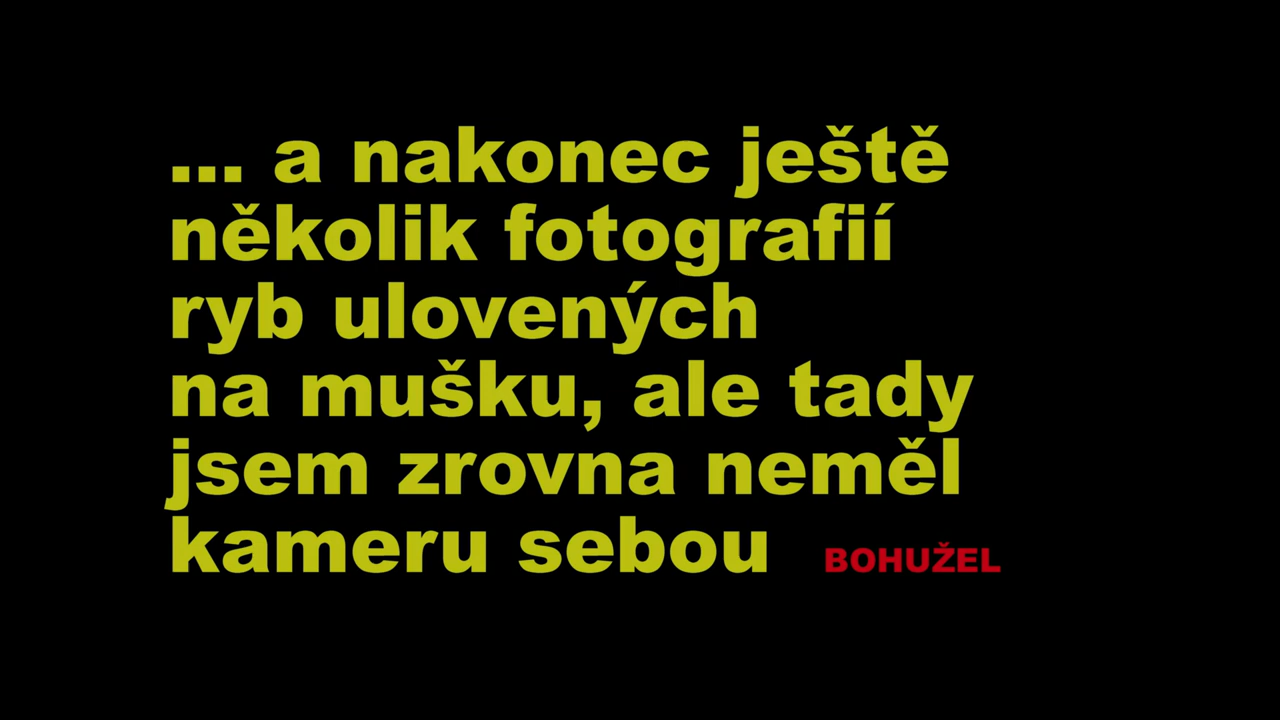 ... a nakonec ještě
několik fotografií
ryb ulovených
na mušku, ale tady
jsem zrovna neměl
kameru sebou BOHUŽEL